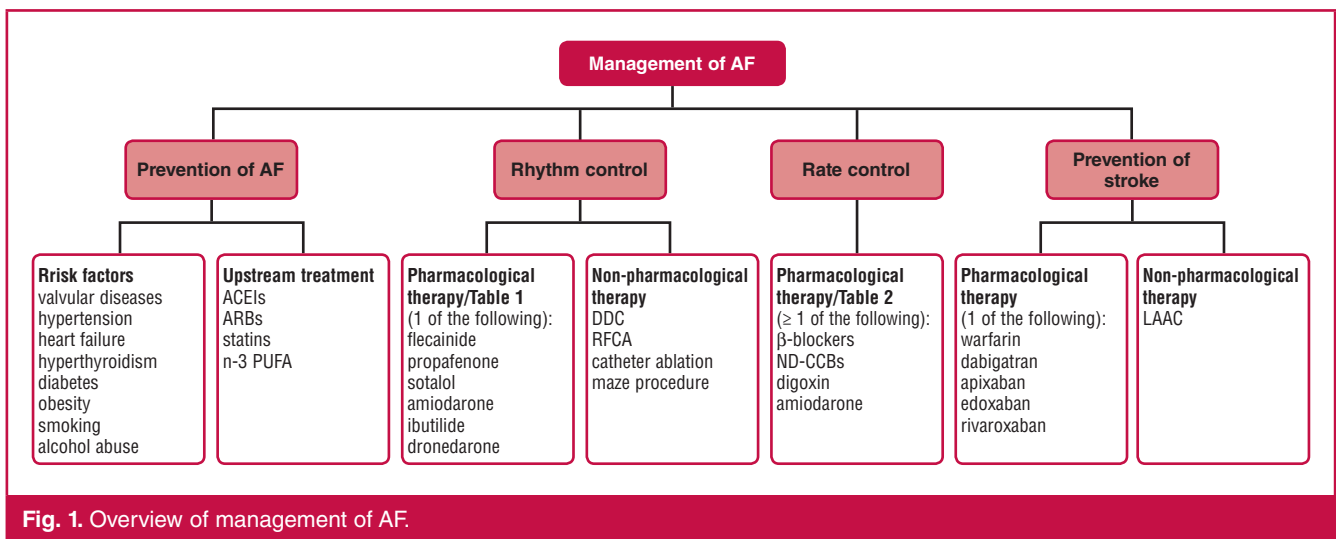 Management of AF
Prevention of AF
Rhythm control
Rate control
Prevention of
stroke
Rrisk factors
valvular diseases
hypertension
heart failure
hyperthyroidism
diabetes
obesity
smoking
alcohol abuse
Upstream treatment
ACEIs
ARBs
statins
n-3 PUFA
Pharmacological
therapy/Table 1
(1 of the following):
flecainide
propafenone
sotalol
amiodarone
ibutilide
dronedarone
Non-pharmacological
therapy
DDC
RFCA
catheter ablation
maze procedure
Pharmacological
therapy/Table 2
(≥ 1 of the following):
β-blockers
ND-CCBs
digoxin
amiodarone
Pharmacological
therapy
(1 of the following):
warfarin
dabigatran
apixaban
edoxaban
rivaroxaban
Non-pharmacological
therapy
LAAC
Fig. 1. Overview of management of AF.